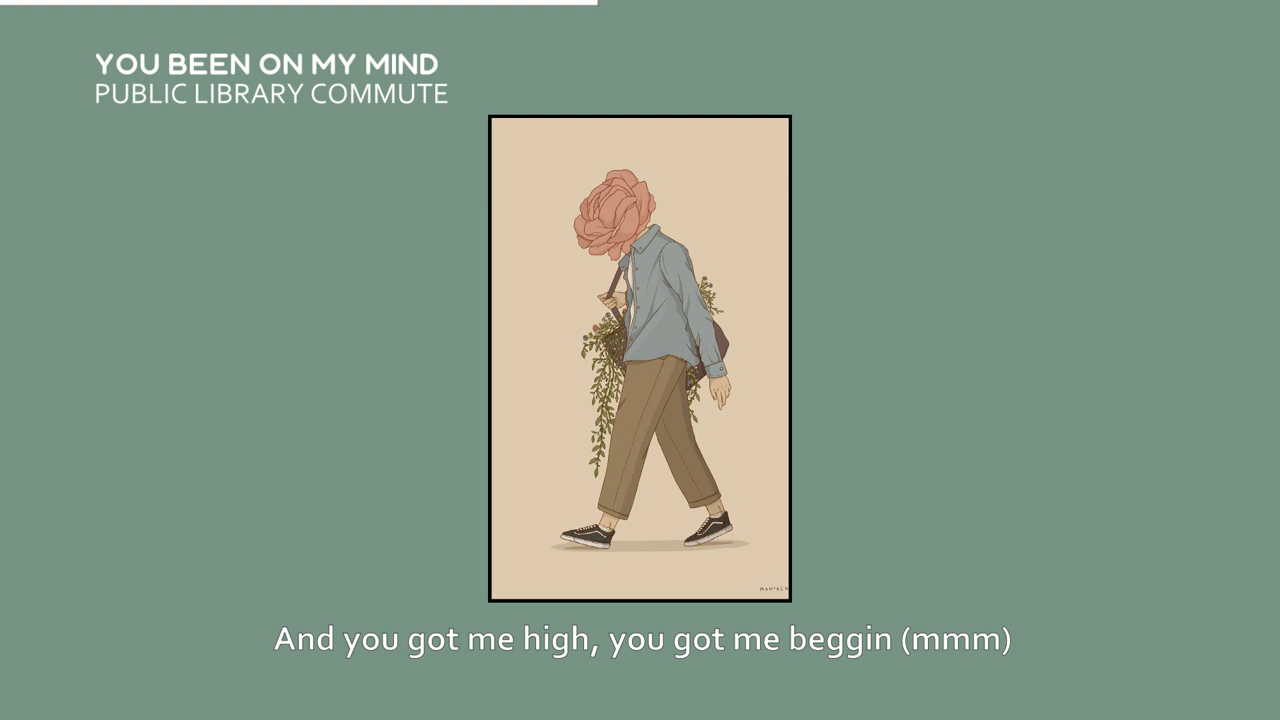 YOU BEEN ON MY MIND
PUBLIC LIBRARY COMMUTE
And you got me high, you got me beggin (mmm)